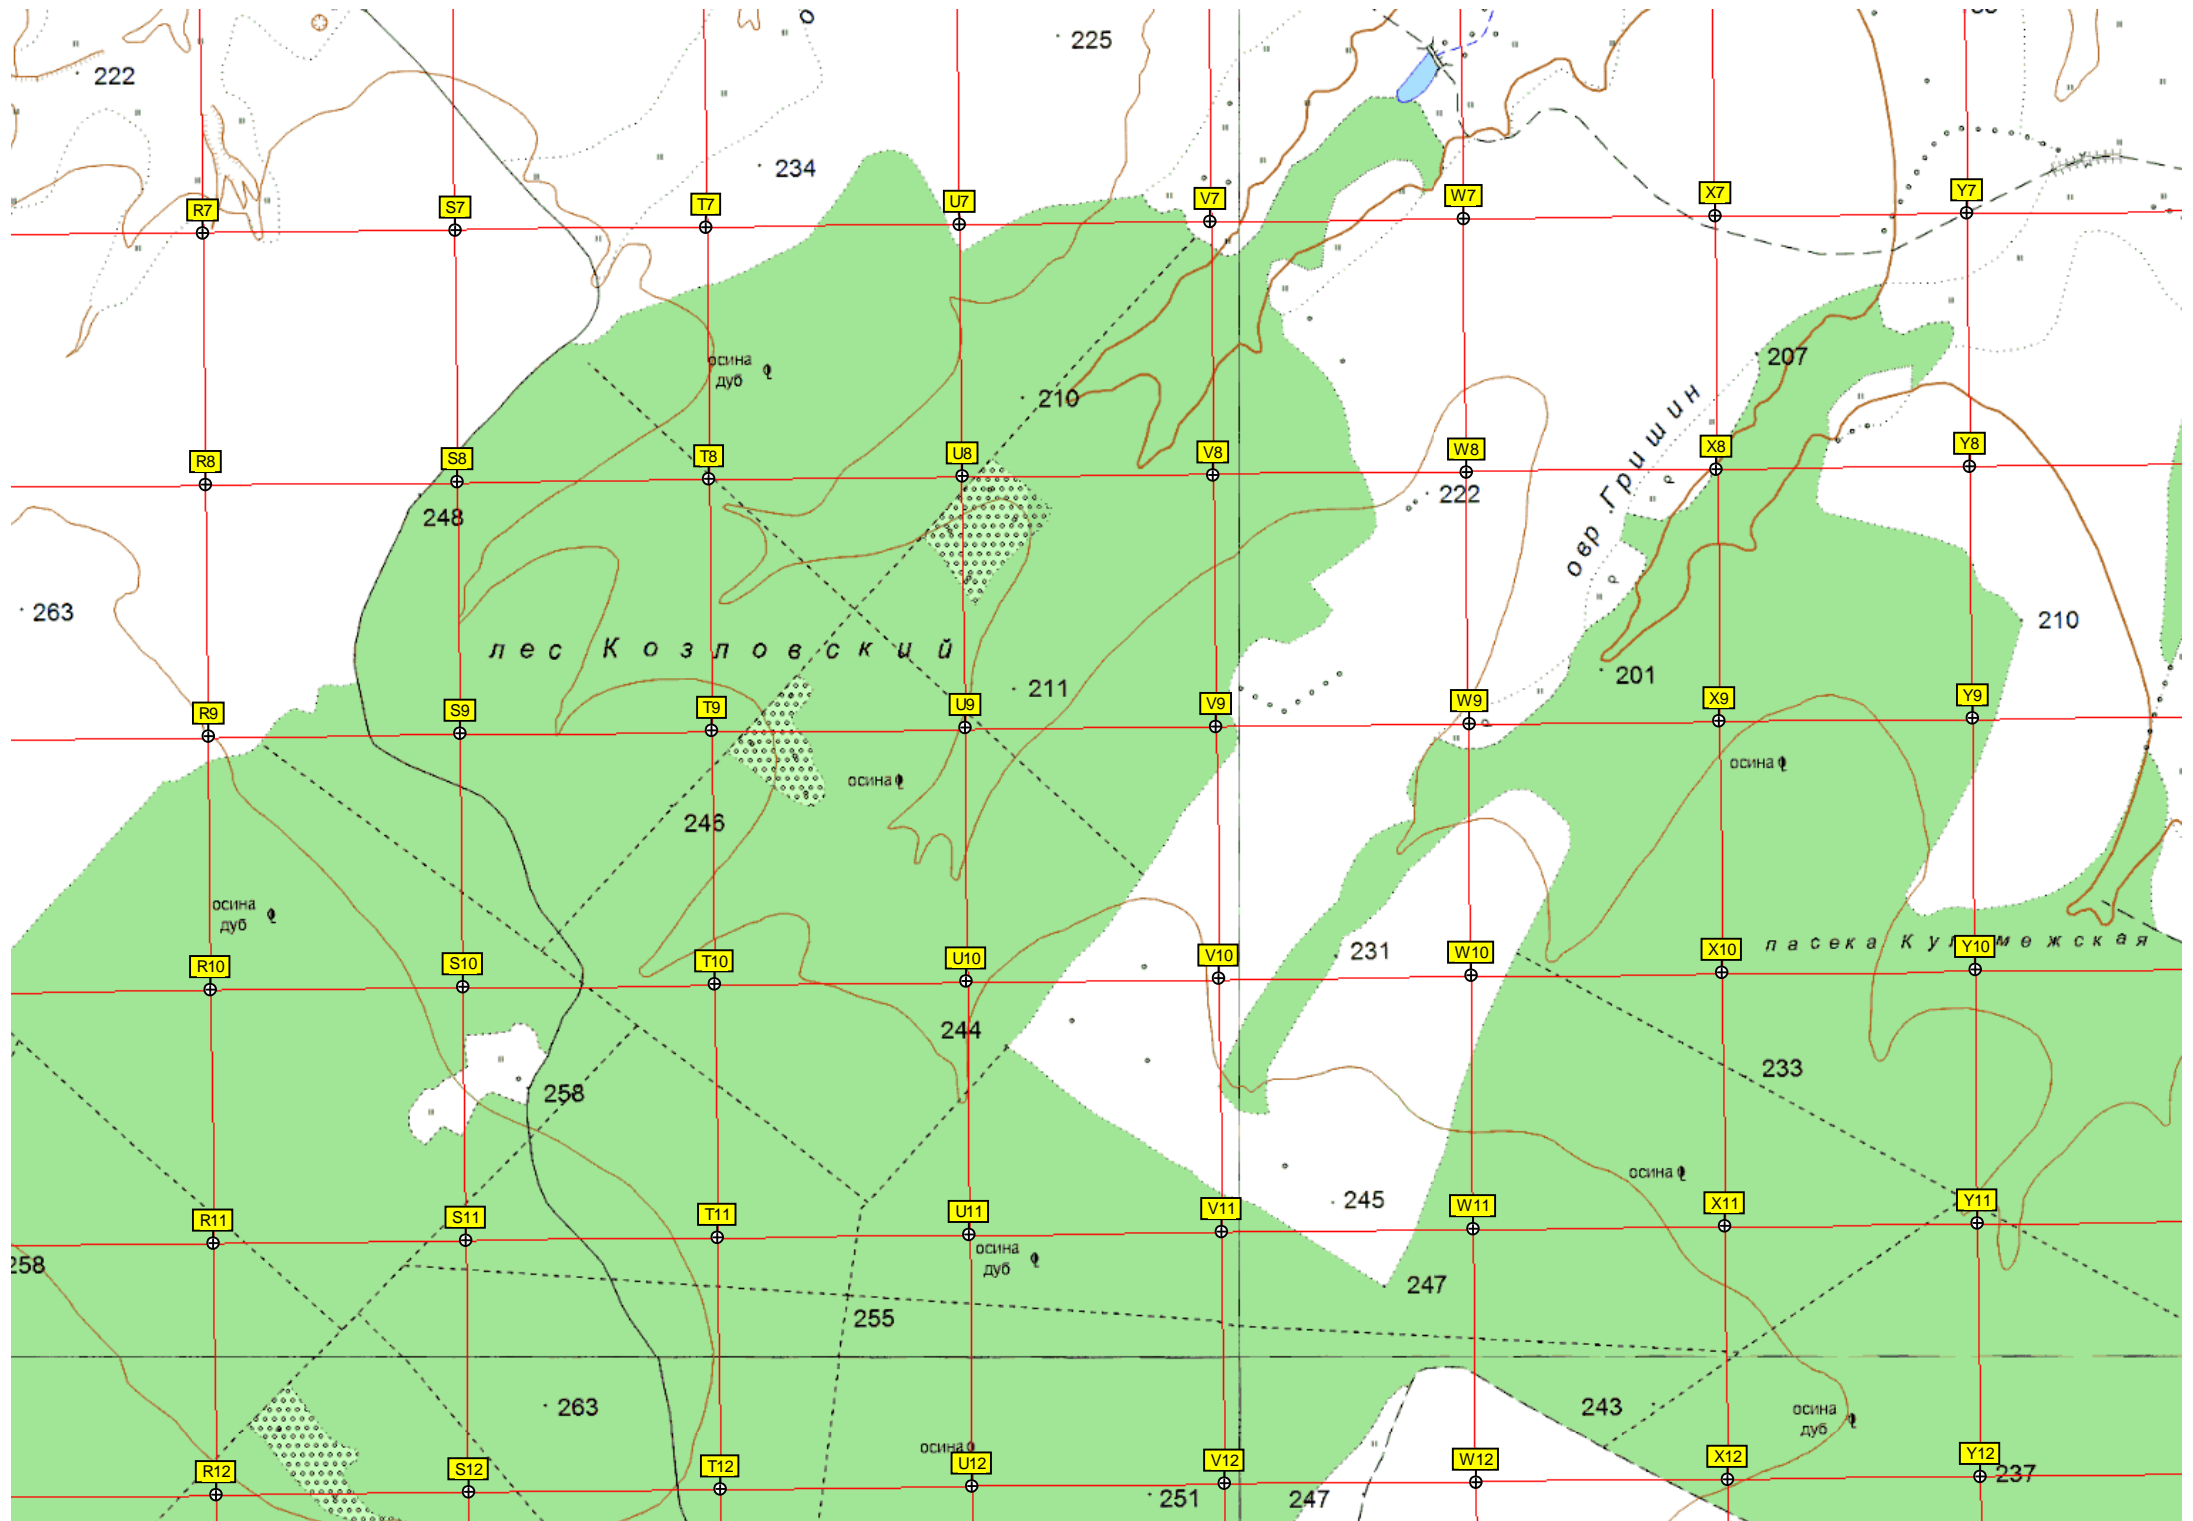 225
222
234
R7
S7
T7
U7
V7
W7
X7
Y7
207
осина
дуб
210
овр. Гришин
R8
S8
T8
U8
V8
W8
X8
Y8
248
222
263
210
лес Козловский
201
211
R9
S9
T9
U9
V9
W9
X9
Y9
осина
осина
246
осина
дуб
231
пасека
R10
S10
T10
U10
V10
W10
X10
Y10
244
233
258
осина
245
R11
S11
T11
U11
V11
W11
X11
Y11
осина
дуб
258
247
255
263
243
осина
дуб
осина
R12
S12
T12
U12
V12
W12
X12
Y12
237
251
247